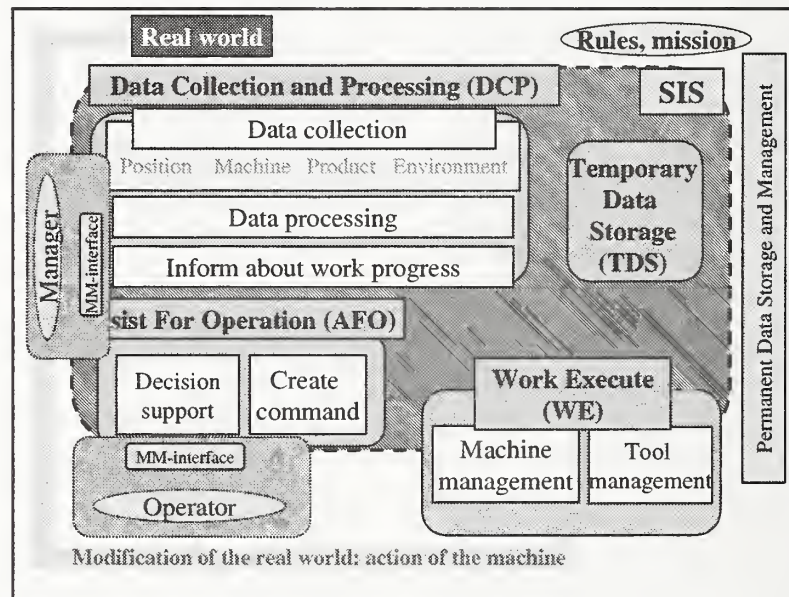 Real world
Rules, mission
Data Collection and Processing (DCP)
SIS
Data collection
Position Machine Product Environment
Data processing
Inform about work progress
Temporary
Data
Storage
(TDS)
Manager
MM-interface
sist For Operation (AFO)
Decision
support
Create
command
Work Execute
(WE)
Machine
management
Tool
management
MM-interface
Operator
Permanent Data Storage and Management
Modification of the real world: action of the machine